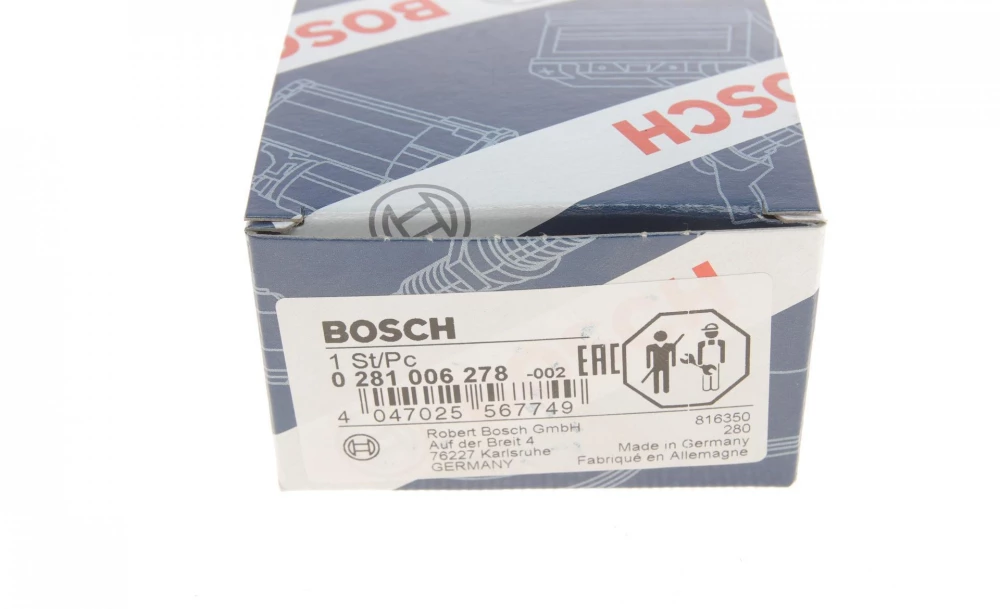 BOSCH
BOSCH
H
BOSCH
1 St/Pc
0 281 006 278 -002
EAC
4 047025 567749
Robert Bosch GmbH
Auf der Breit 4
76227 Karlsruhe
GERMANY
816350
280
Made in Germany
Fabriqué en Allemagne